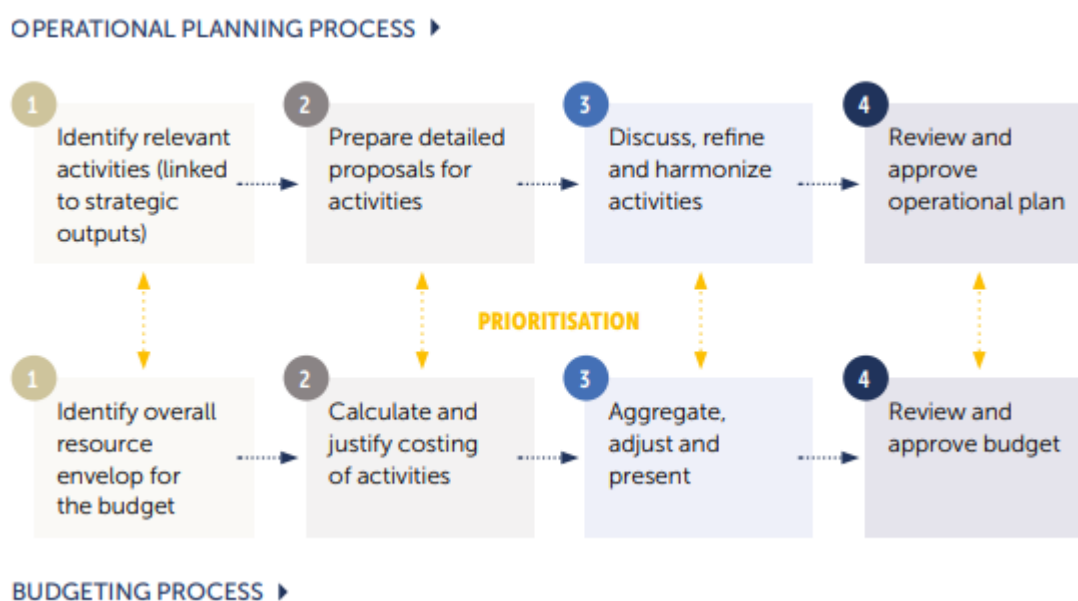 OPERATIONAL PLANNING PROCESS
1
Identify relevant
activities (linked
to strategic
outputs)
2
Prepare detailed
proposals for
activities
3
Discuss, refine
and harmonize
activities
4
Review and
approve
operational plan
PRIORITISATION
1
Identify overall
resource
envelop for
the budget
2
Calculate and
justify costing
of activities
3
Aggregate,
adjust and
present
4
Review and
approve budget
BUDGETING PROCESS